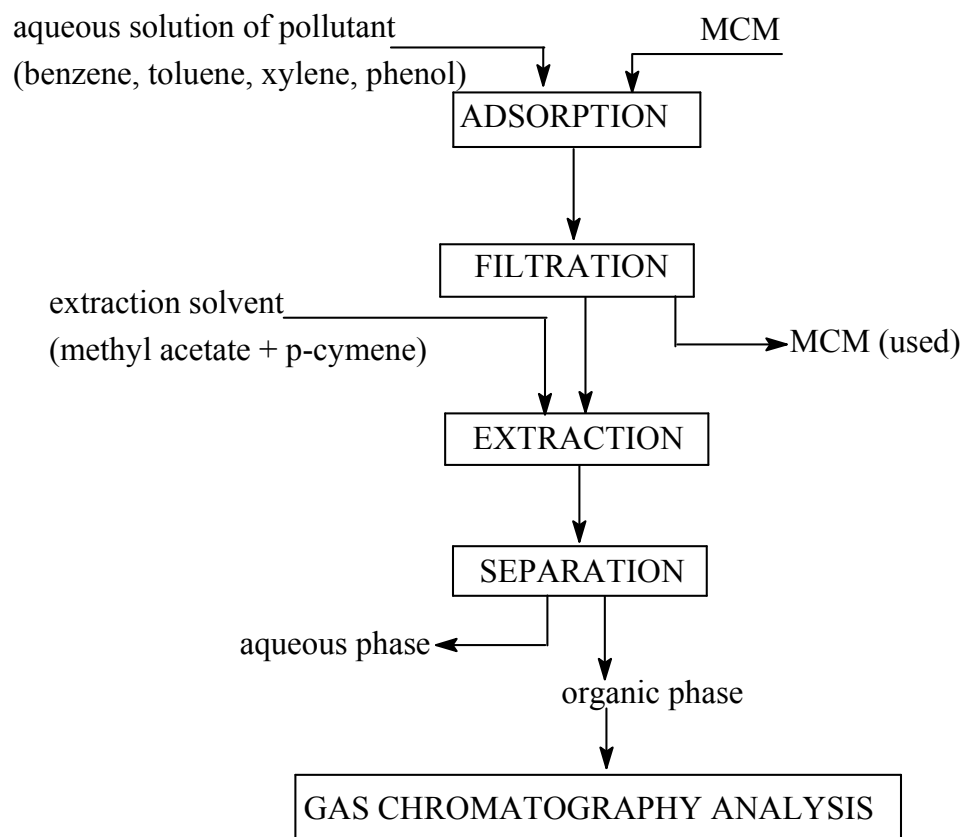 aqueous solution of pollutant
(benzene, toluene, xylene, phenol)
MCM
ADSORPTION
FILTRATION
extraction solvent
(methyl acetate + p-cymene)
MCM (used)
EXTRACTION
SEPARATION
aqueous phase
organic phase
GAS CHROMATOGRAPHY ANALYSIS